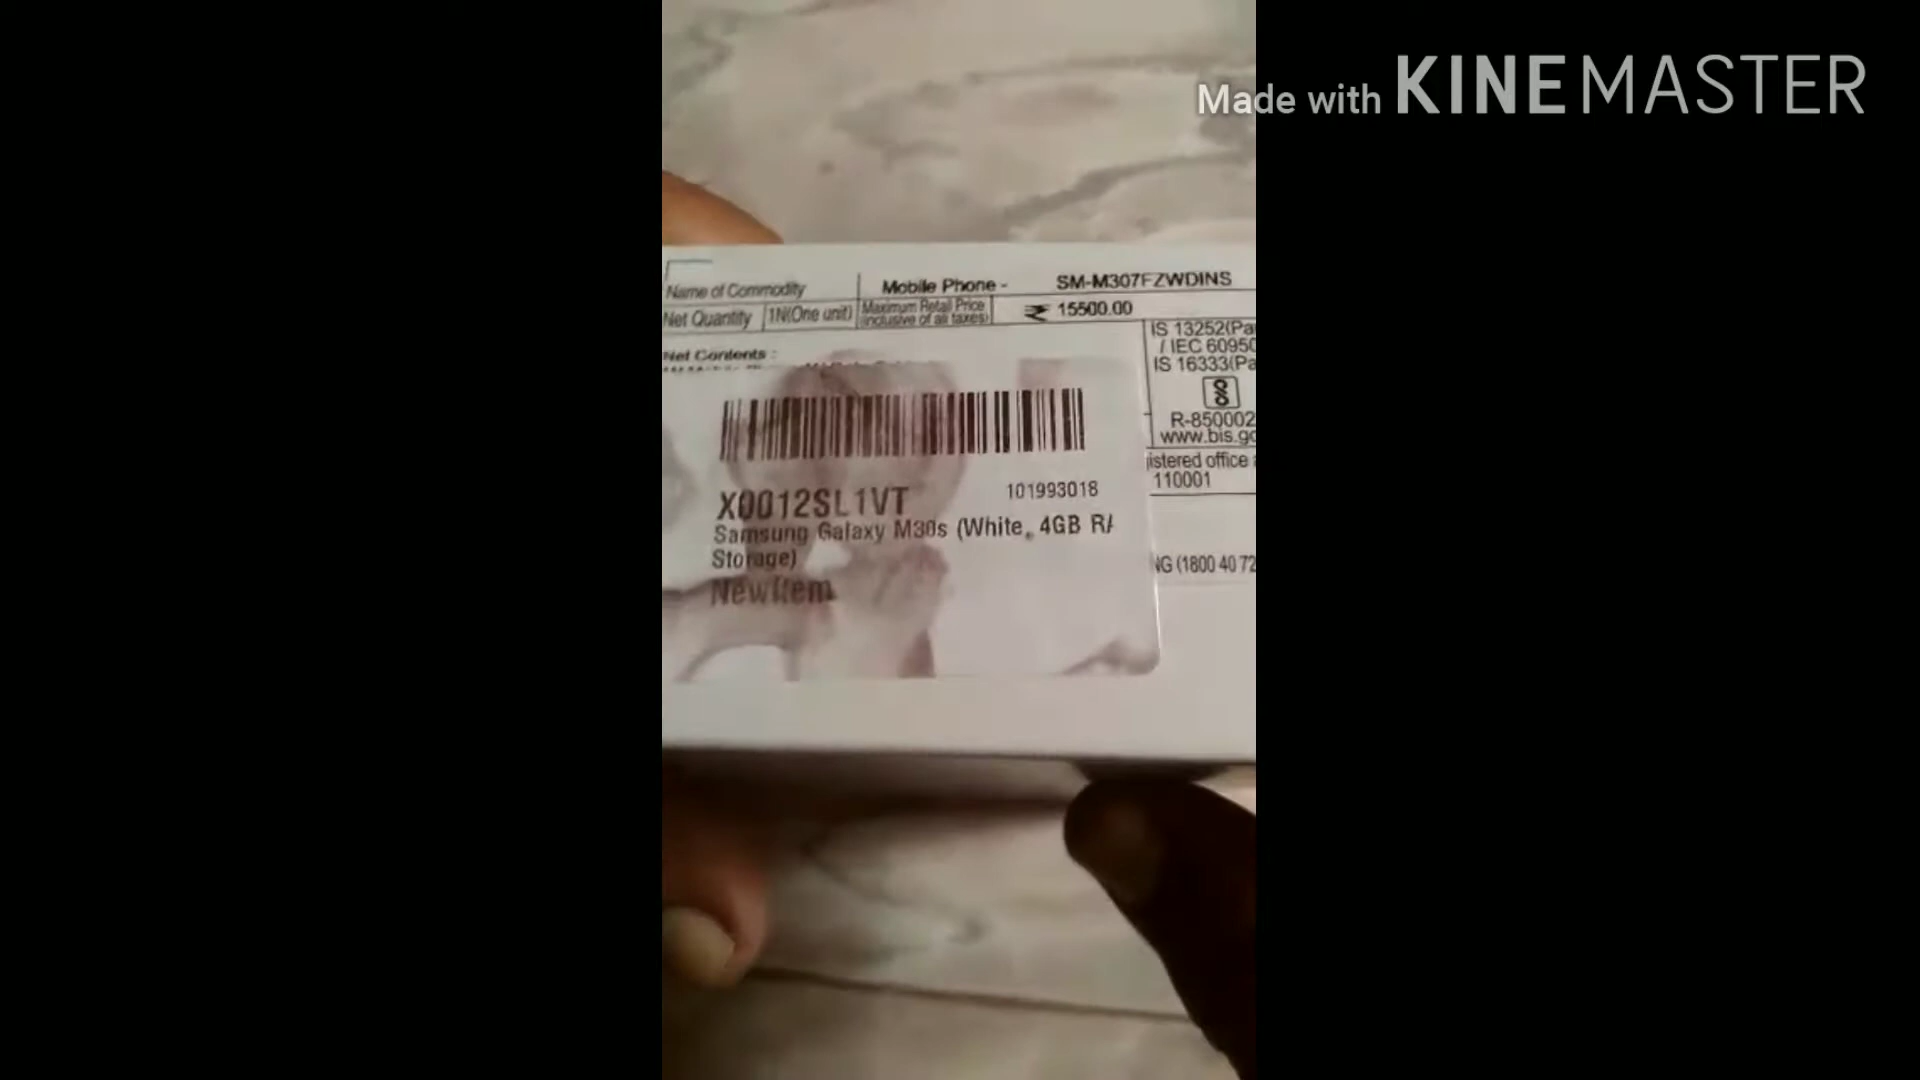 Made with KINEMASTER
Name of Commodity Mobile Phone - SM-M307FZWDINS
Net Quantity 1N(One unit) Maximum Retail Price (inclusive of all taxes) ₹ 15500.00
IS 13252(Pa
/ IEC 60950
IS 16333(Pa
Net Contents :
R-850002
www.bis.go
istered office
110001
X0012SL1VT 101993018
Samsung Galaxy M30s (White, 4GB RA
Storage)
NewItem
NG (1800 40 72